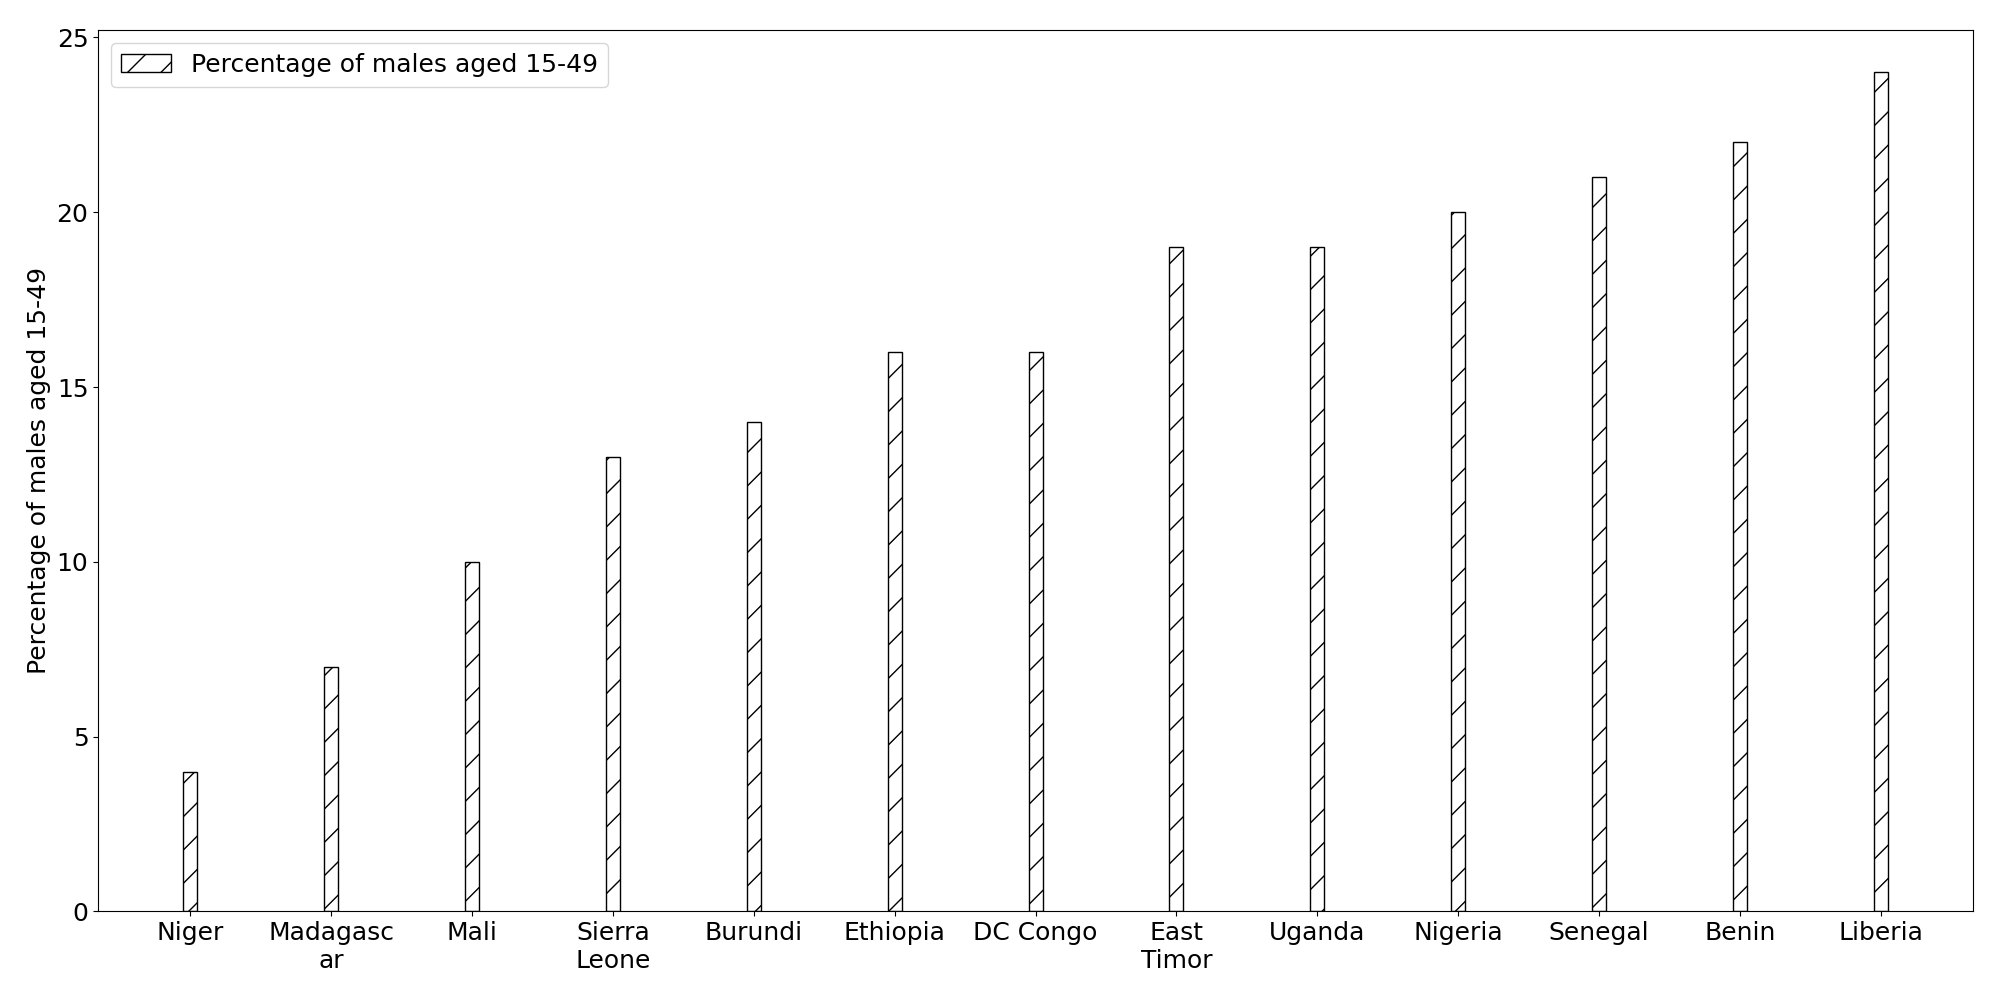 Percentage of males aged 15-49
Percentage of males aged 15-49
25
20
15
10
5
0
Niger
Madagasc
ar
Mali
Sierra
Leone
Burundi
Ethiopia
DC Congo
East
Timor
Uganda
Nigeria
Senegal
Benin
Liberia